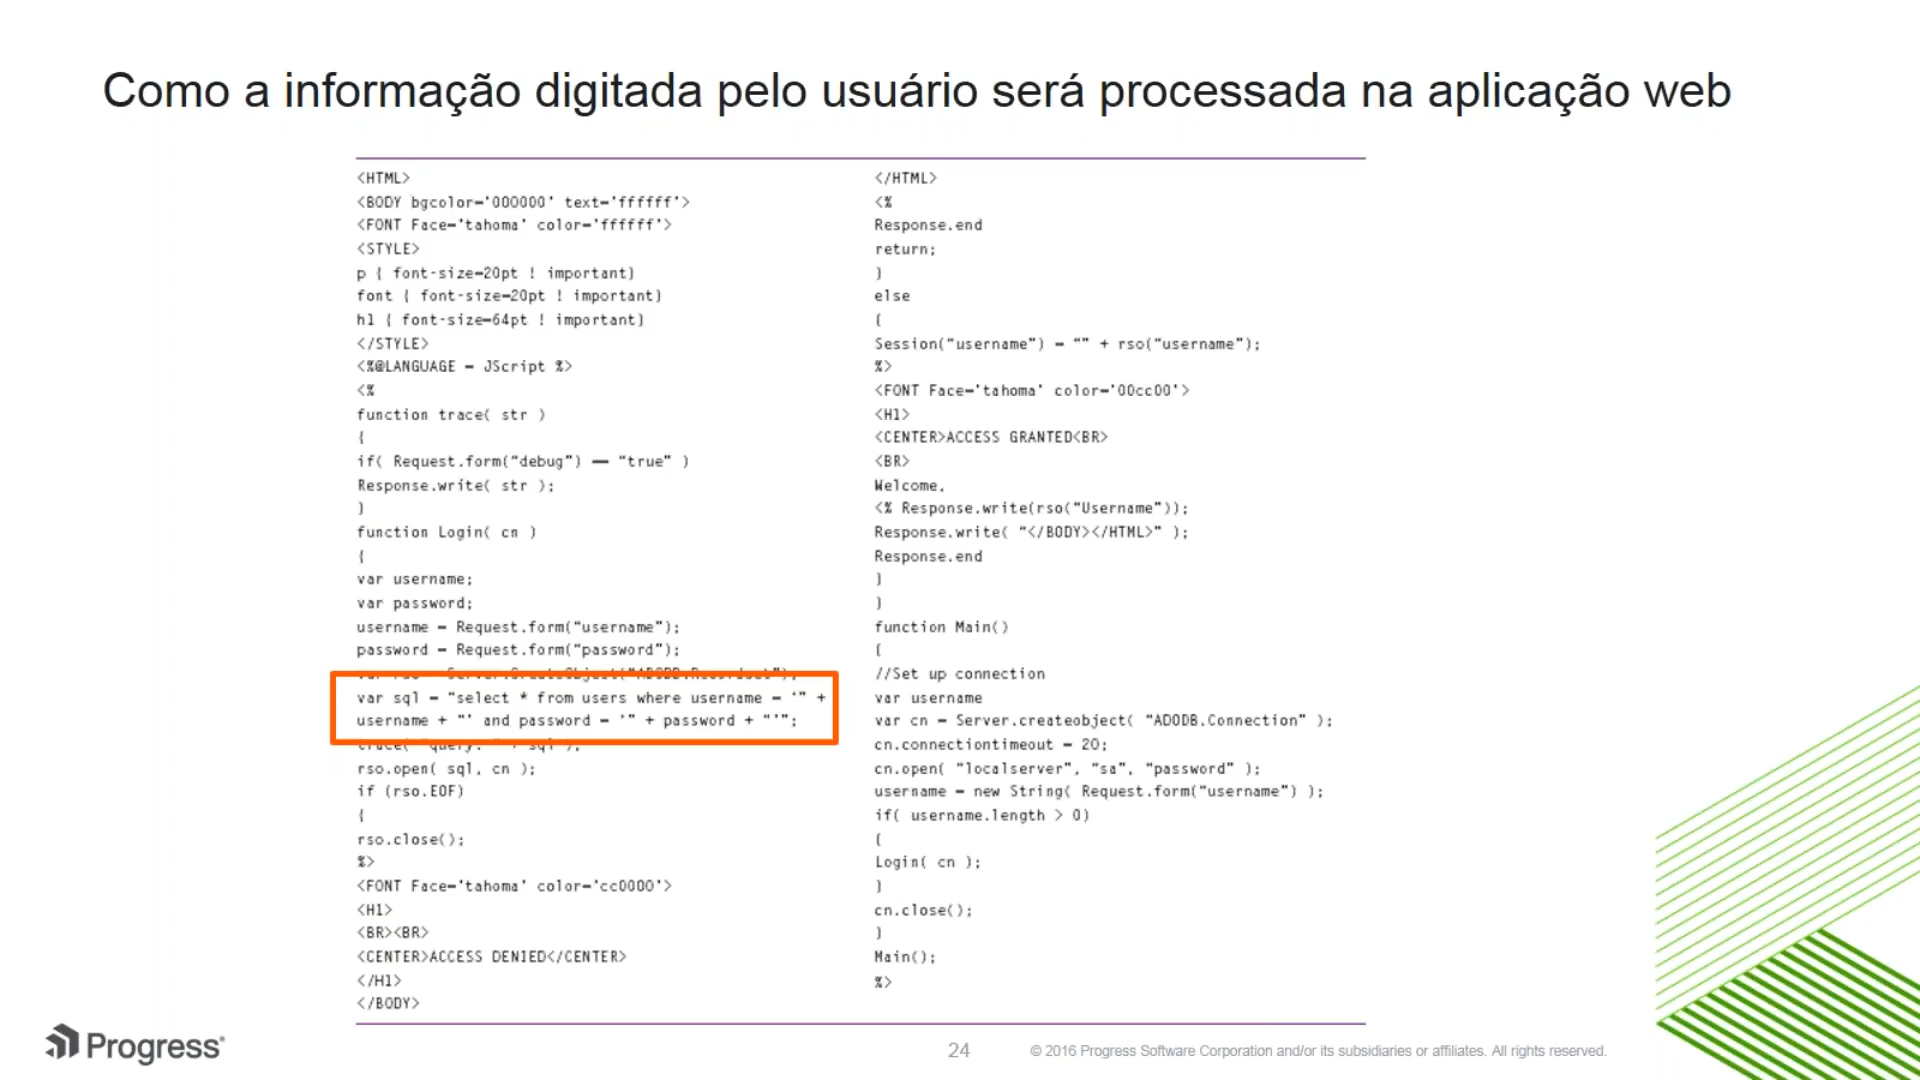 Como a informação digitada pelo usuário será processada na aplicação web
<HTML>
<BODY bgcolor='000000' text='ffffff'>
<FONT Face='tahoma' color='ffffff'>
<STYLE>
p { font-size=20pt ! important}
font { font-size=20pt ! important}
h1 { font-size=64pt ! important}
</STYLE>
<%@LANGUAGE = JScript %>
<%
function trace( str )
{
if( Request.form("debug") == "true" )
Response.write( str );
}
function Login( cn )
{
var username;
var password;
username = Request.form("username");
password = Request.form("password");
var rso = Server.CreateObject("ADODB.Recordset");
var sql = "select * from users where username = '" +
username + "' and password = '" + password + "'";
trace( "query: " + sql );
rso.open( sql, cn );
if (rso.EOF)
{
rso.close();
%>
<FONT Face='tahoma' color='cc0000'>
<H1>
<BR><BR>
<CENTER>ACCESS DENIED</CENTER>
</H1>
</BODY>
</HTML>
<%
Response.end
return;
}
else
{
Session("username") = "" + rso("username");
%>
<FONT Face='tahoma' color='00cc00'>
<H1>
<CENTER>ACCESS GRANTED<BR>
<BR>
Welcome,
<% Response.write(rso("Username"));
Response.write( "</BODY></HTML>" );
Response.end
}
}
function Main()
{
//Set up connection
var username
var cn = Server.createobject( "ADODB.Connection" );
cn.connectiontimeout = 20;
cn.open( "localserver", "sa", "password" );
username = new String( Request.form("username") );
if( username.length > 0)
{
Login( cn );
}
cn.close();
}
Main();
%>
Progress
24
© 2016 Progress Software Corporation and/or its subsidiaries or affiliates. All rights reserved.